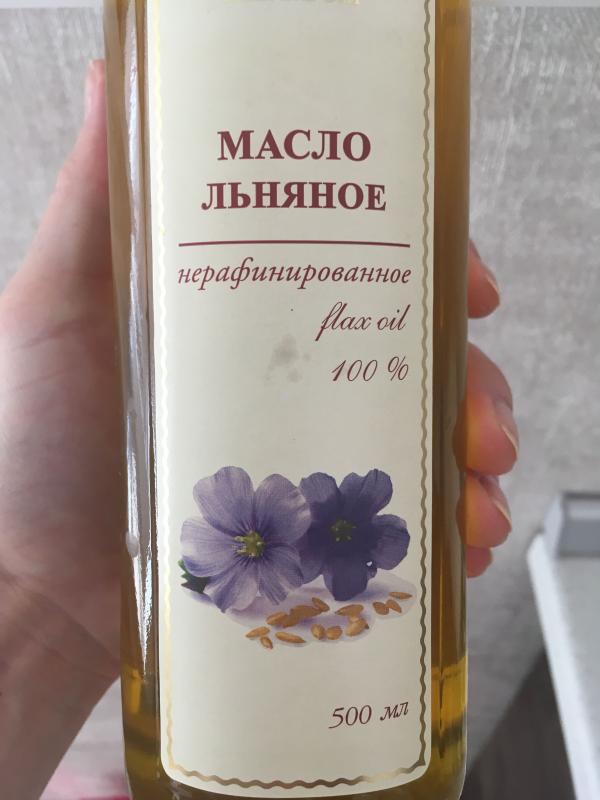 МАСЛО
ЛЬНЯНОЕ
нерафинированное
flax oil
100 %
500 мл